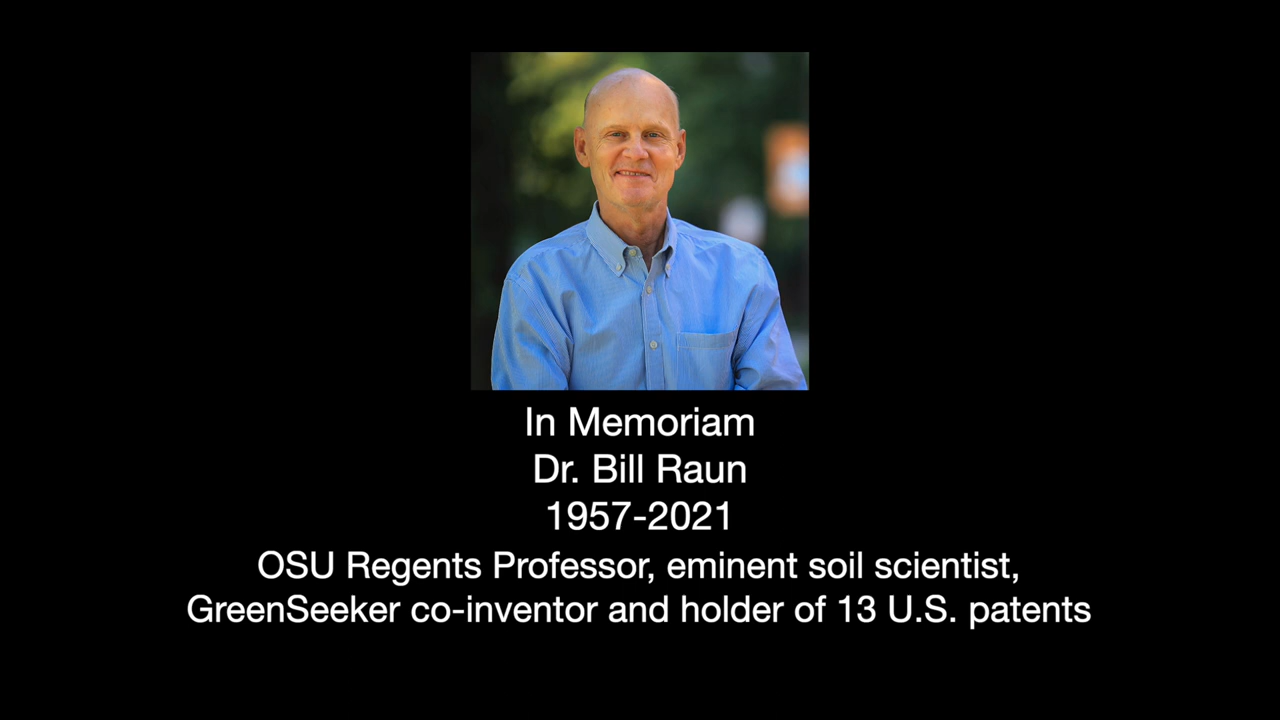 In Memoriam
Dr. Bill Raun
1957-2021
OSU Regents Professor, eminent soil scientist,
GreenSeeker co-inventor and holder of 13 U.S. patents